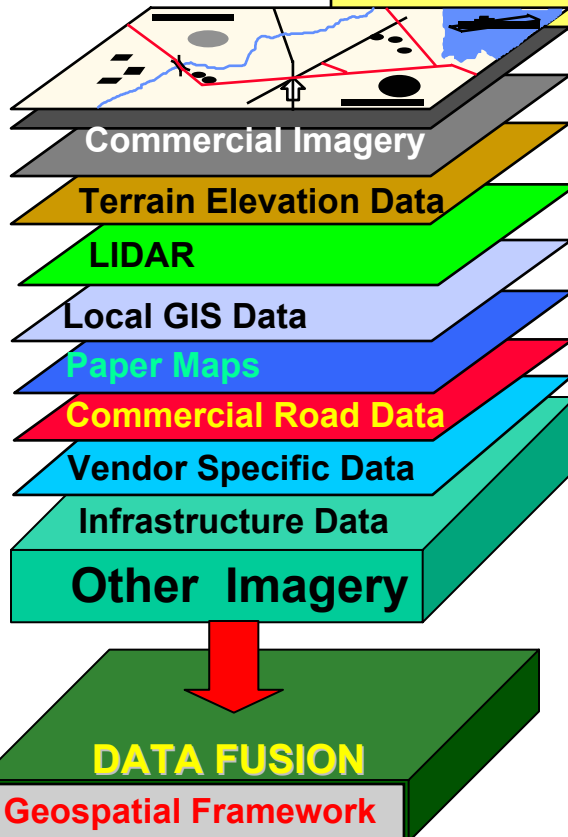 Commercial Imagery
Terrain Elevation Data
LIDAR
Local GIS Data
Paper Maps
Commercial Road Data
Vendor Specific Data
Infrastructure Data
Other Imagery
DATA FUSION
Geospatial Framework